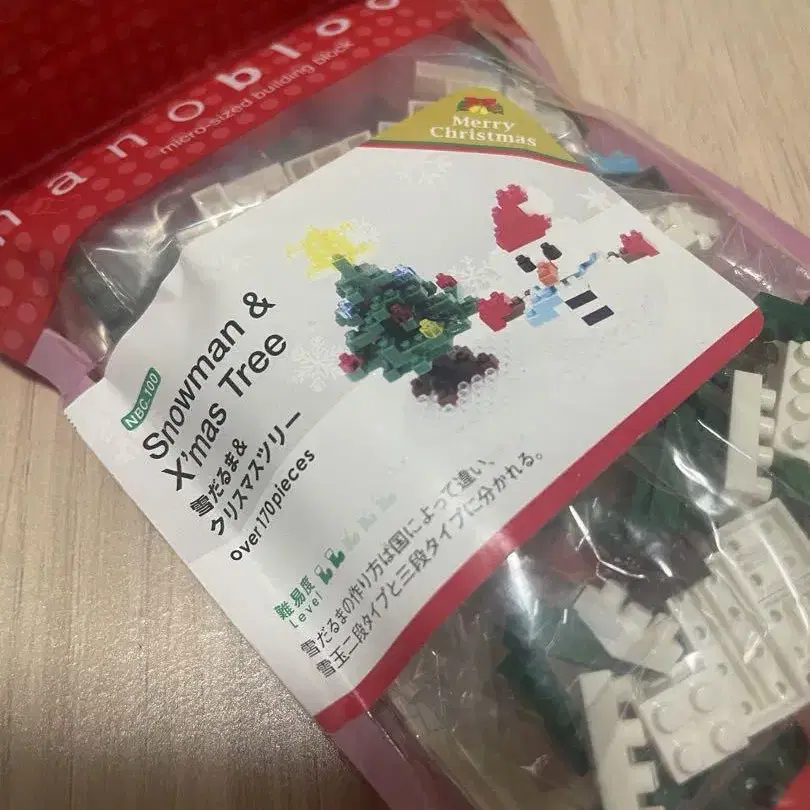 nanobloc
micro-sized building block
Merry
Christmas
NBC_100
Snowman &
X'mas Tree
雪だるま&
クリスマスツリー
over170pieces
難易度
Level
雪だるまの作り方は国によって違い、
雪玉二段タイプと三段タイプに分かれる。